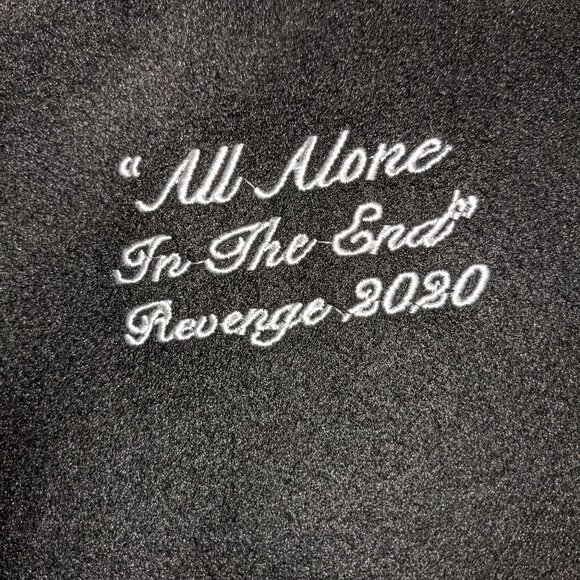 “All Alone
In The End”
Revenge 2020